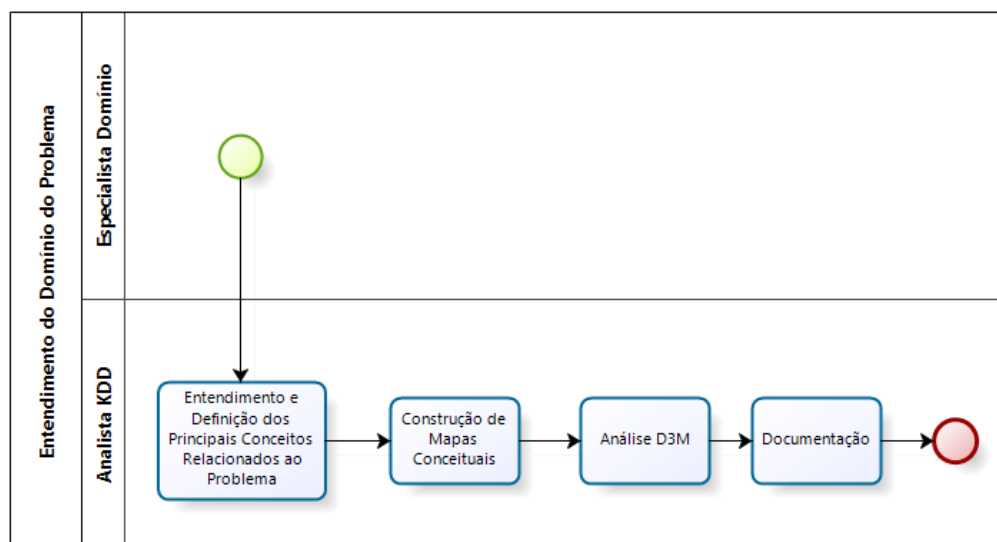 Entendimento do Domínio do Problema
Especialista Domínio
Analista KDD
Entendimento e
Definição dos
Principais Conceitos
Relacionados ao
Problema
Construção de
Mapas
Conceituais
Análise D3M
Documentação